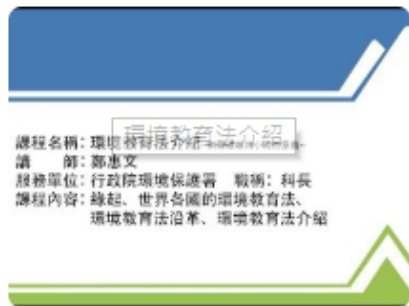 環境教育法介紹
課程名稱：環境教育法介紹
講　　師：鄭惠文
服務單位：行政院環境保護署　職稱：科長
課程內容：緣起、世界各國的環境教育法、
環境教育法沿革、環境教育法介紹